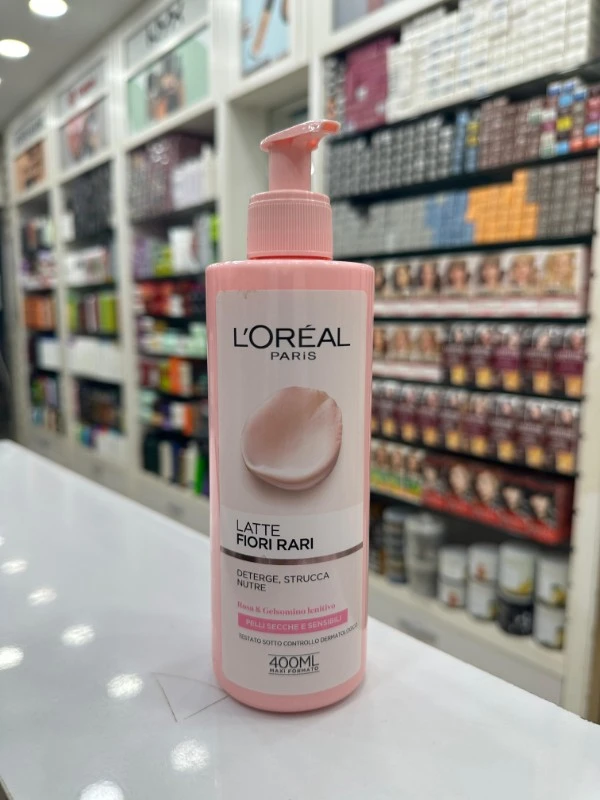 L'ORÉAL
PARIS
LATTE
FIORI RARI
DETERGE, STRUCCA
NUTRE
Rosa & Gelsomino lenitivo
PELLI SECCHE E SENSIBILI
TESTATO SOTTO CONTROLLO DERMATOLOGICO
400ML
MAXI FORMATO